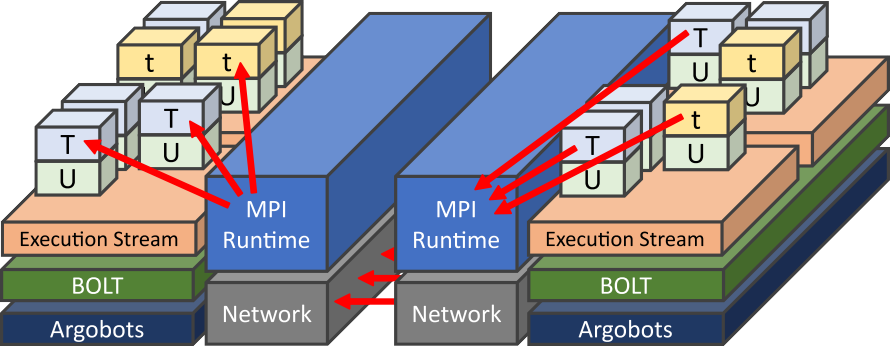 T
t
t
t
U
U
T
T
T
t
U
U
U
U
MPI
Runtime
MPI
Runtime
Execution Stream
Execution Stream
BOLT
BOLT
Network
Network
Argobots
Argobots